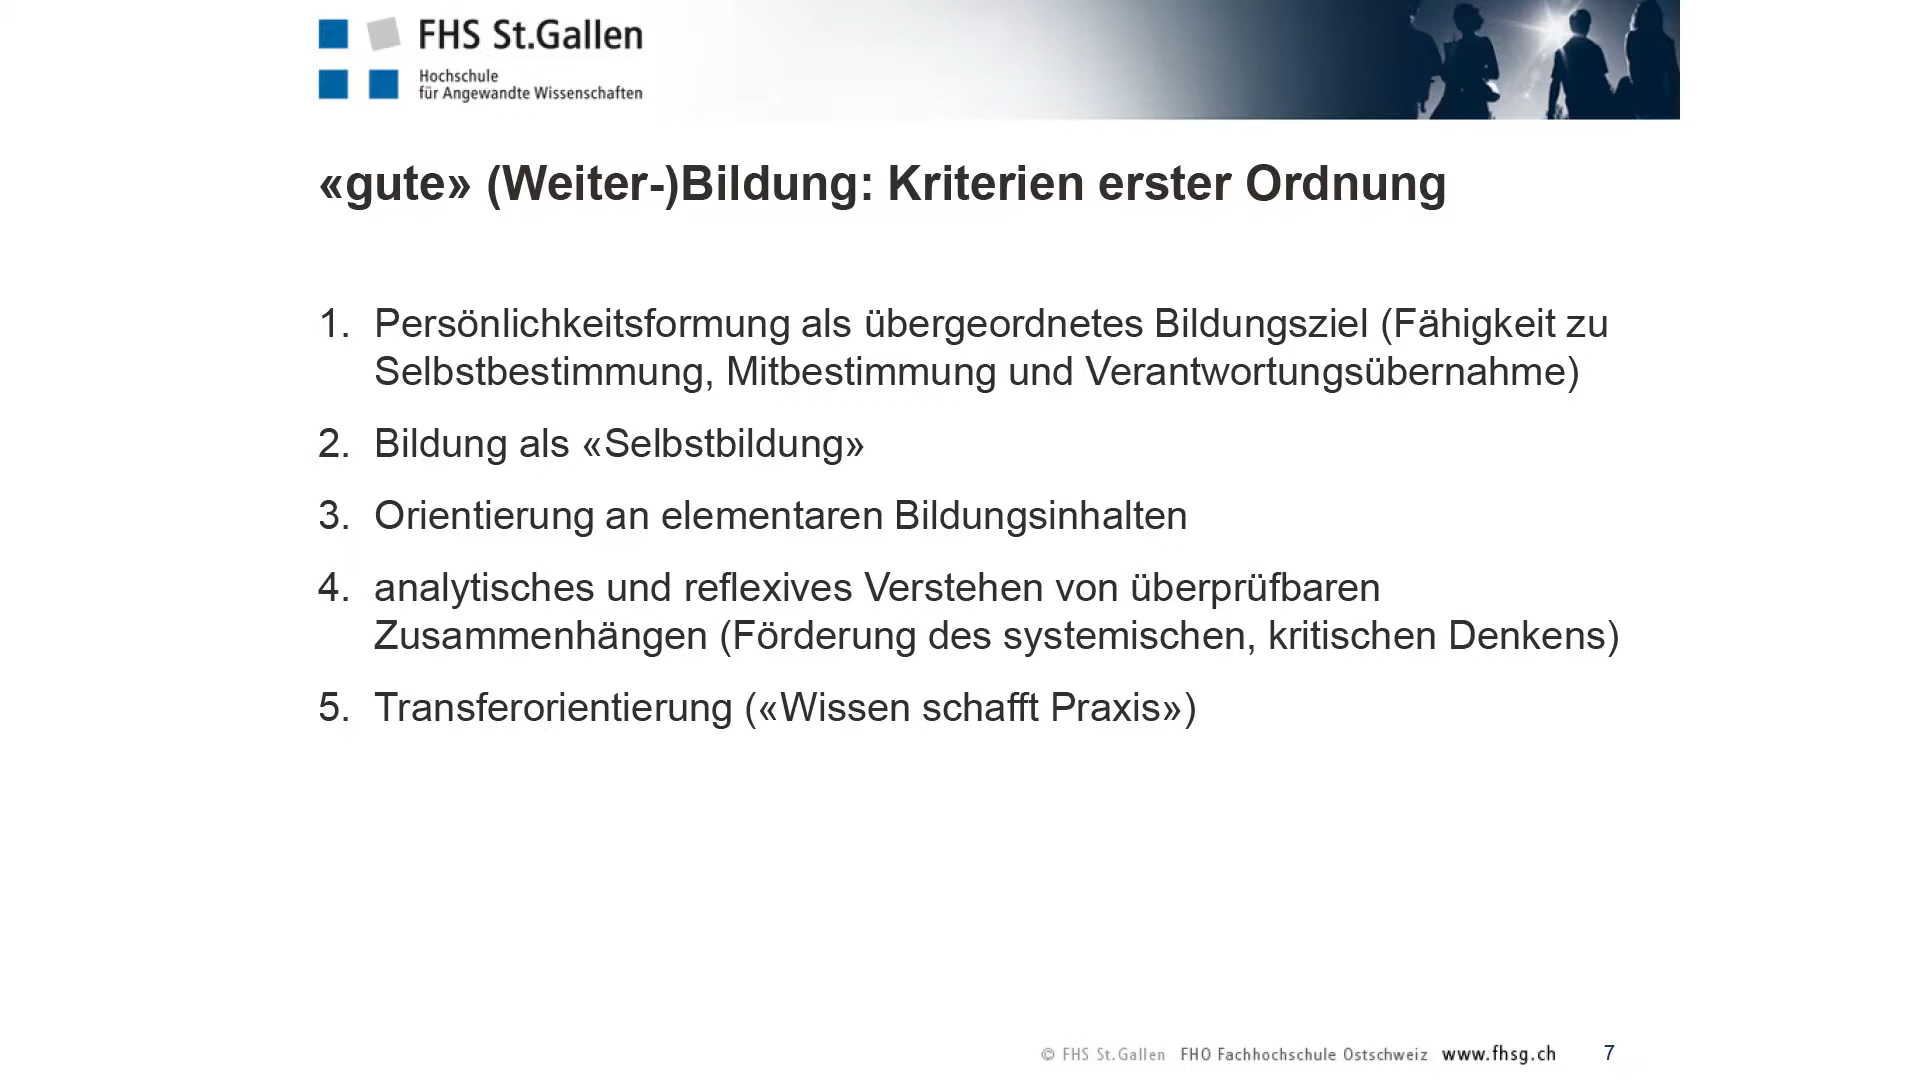 FHS St.Gallen
Hochschule
für Angewandte Wissenschaften
«gute» (Weiter-)Bildung: Kriterien erster Ordnung
1. Persönlichkeitsformung als übergeordnetes Bildungsziel (Fähigkeit zu
Selbstbestimmung, Mitbestimmung und Verantwortungsübernahme)
2. Bildung als «Selbstbildung»
3. Orientierung an elementaren Bildungsinhalten
4. analytisches und reflexives Verstehen von überprüfbaren
Zusammenhängen (Förderung des systemischen, kritischen Denkens)
5. Transferorientierung («Wissen schafft Praxis»)
© FHS St.Gallen FHO Fachhochschule Ostschweiz www.fhsg.ch 7